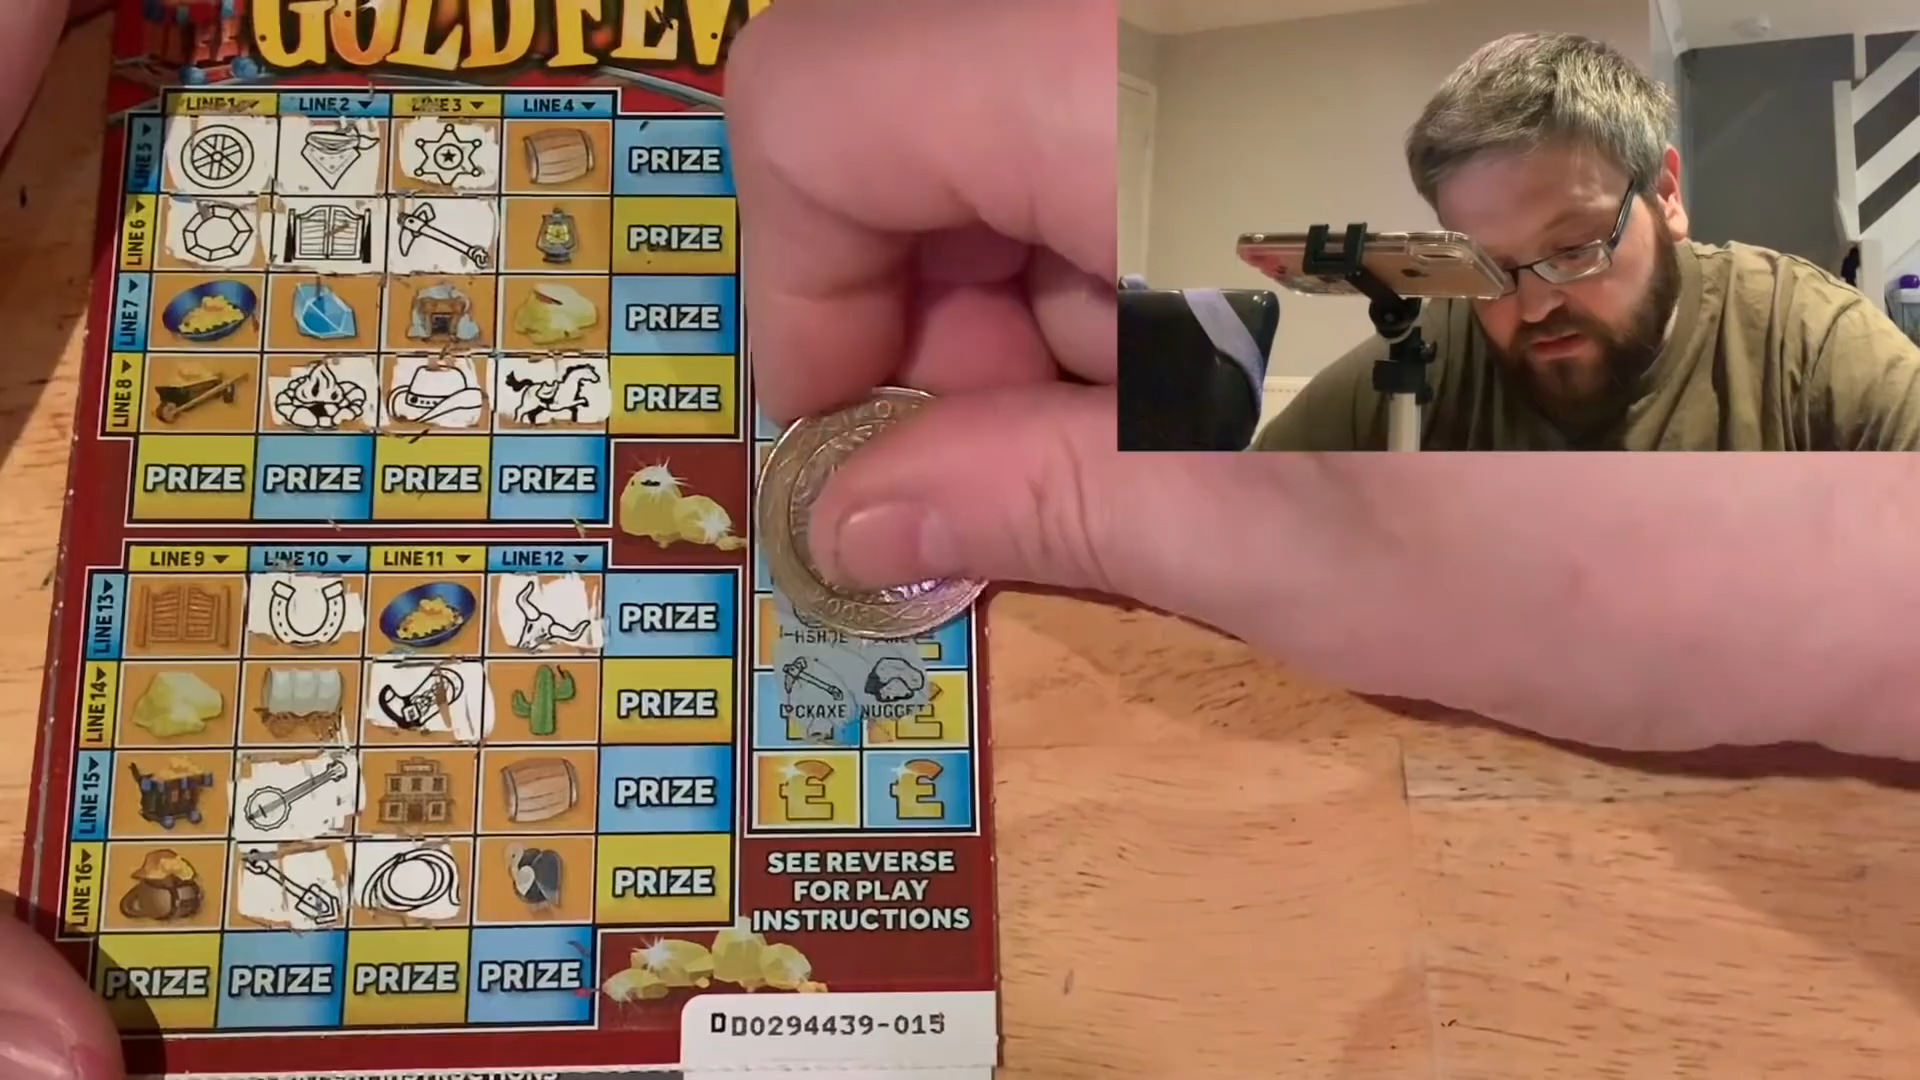 GOLD FEV
LINE 1 LINE 2 LINE 3 LINE 4
LINE 5 PRIZE
LINE 6 PRIZE
LINE 7 PRIZE
LINE 8 PRIZE
PRIZE PRIZE PRIZE PRIZE
LINE 9 LINE 10 LINE 11 LINE 12
LINE 13 PRIZE
LINE 14 PRIZE
LINE 15 PRIZE
LINE 16 PRIZE
PRIZE PRIZE PRIZE PRIZE
£
CKAXE NUGGET £
£ £
SEE REVERSE
FOR PLAY
INSTRUCTIONS
DD0294439-015